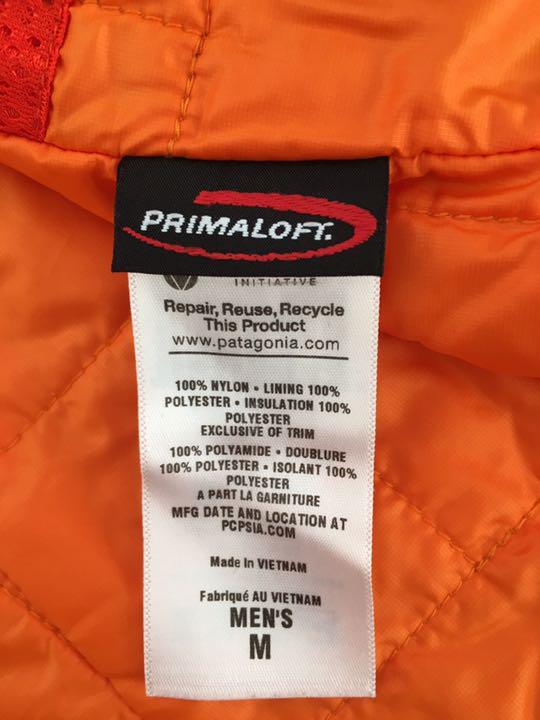 PRIMALOFT.
INITIATIVE
Repair, Reuse, Recycle
This Product
www.patagonia.com
100% NYLON • LINING 100%
POLYESTER • INSULATION 100%
POLYESTER
EXCLUSIVE OF TRIM
100% POLYAMIDE • DOUBLURE
100% POLYESTER • ISOLANT 100%
POLYESTER
A PART LA GARNITURE
MFG DATE AND LOCATION AT
PCPSIA.COM
Made in VIETNAM
Fabriqué AU VIETNAM
MEN'S
M